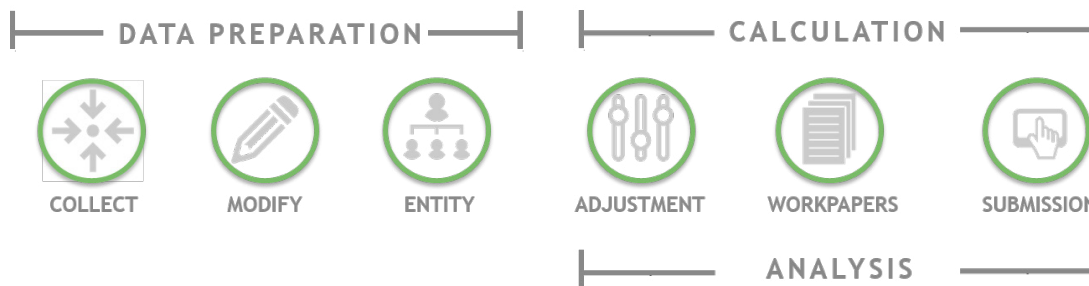 DATA PREPARATION
CALCULATION
COLLECT
MODIFY
ENTITY
ADJUSTMENT
WORKPAPERS
SUBMISSION
ANALYSIS